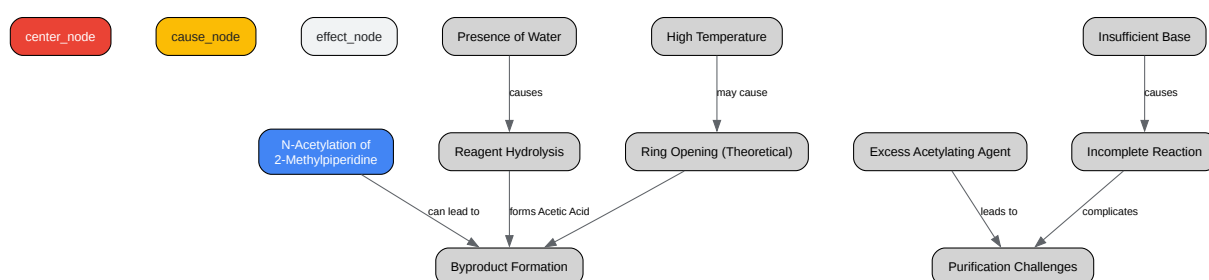 center_node
cause_node
effect_node
Presence of Water
High Temperature
Insufficient Base
causes
may cause
causes
N-Acetylation of
2-Methylpiperidine
Reagent Hydrolysis
Ring Opening (Theoretical)
Excess Acetylating Agent
Incomplete Reaction
can lead to
forms Acetic Acid
leads to
complicates
Byproduct Formation
Purification Challenges